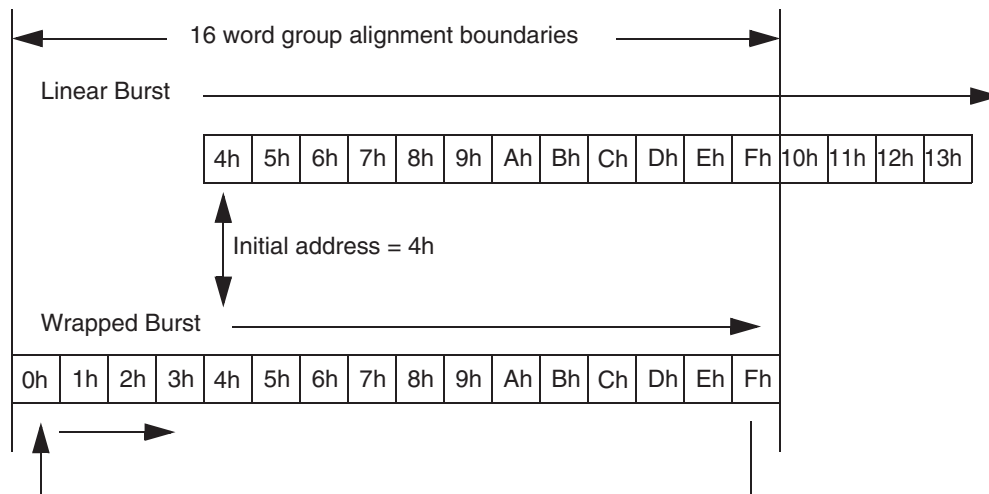 16 word group alignment boundaries
Linear Burst
4h 5h 6h 7h 8h 9h Ah Bh Ch Dh Eh Fh 10h 11h 12h 13h
Initial address = 4h
Wrapped Burst
0h 1h 2h 3h 4h 5h 6h 7h 8h 9h Ah Bh Ch Dh Eh Fh